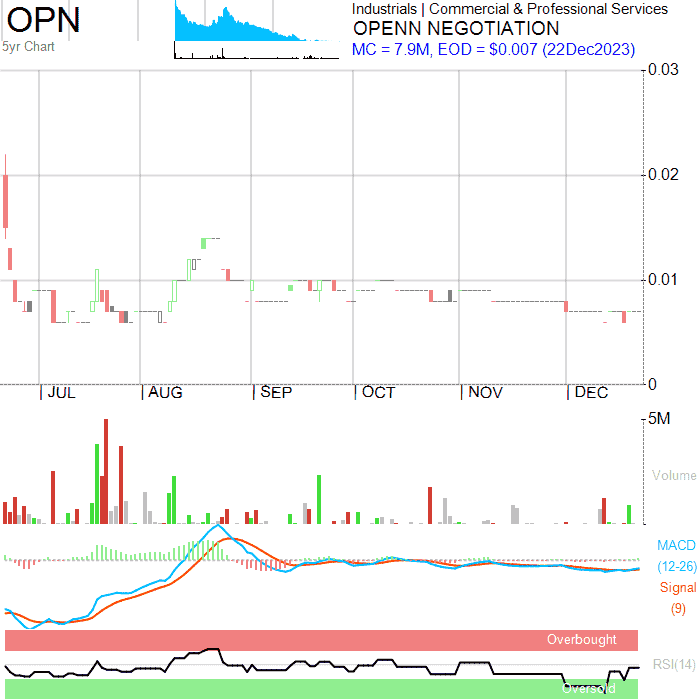 OPN
5yr Chart
Industrials | Commercial & Professional Services
OPENN NEGOTIATION
MC = 7.9M, EOD = $0.007 (22Dec2023)
0.03
0.02
0.01
0
JUL AUG SEP OCT NOV DEC
5M
Volume
MACD
(12-26)
Signal
(9)
Overbought
RSI(14)
Oversold